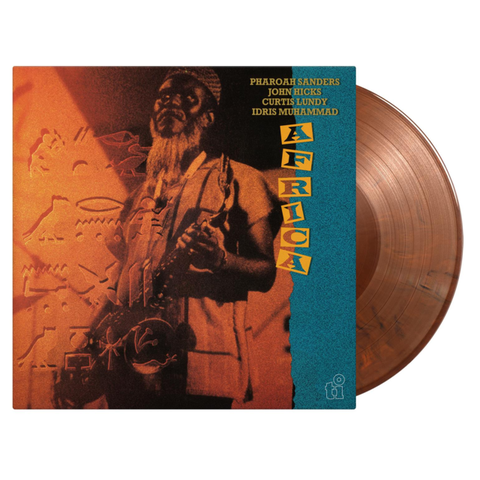 PHAROAH SANDERS
JOHN HICKS
CURTIS LUNDY
IDRIS MUHAMMAD
AFRICA